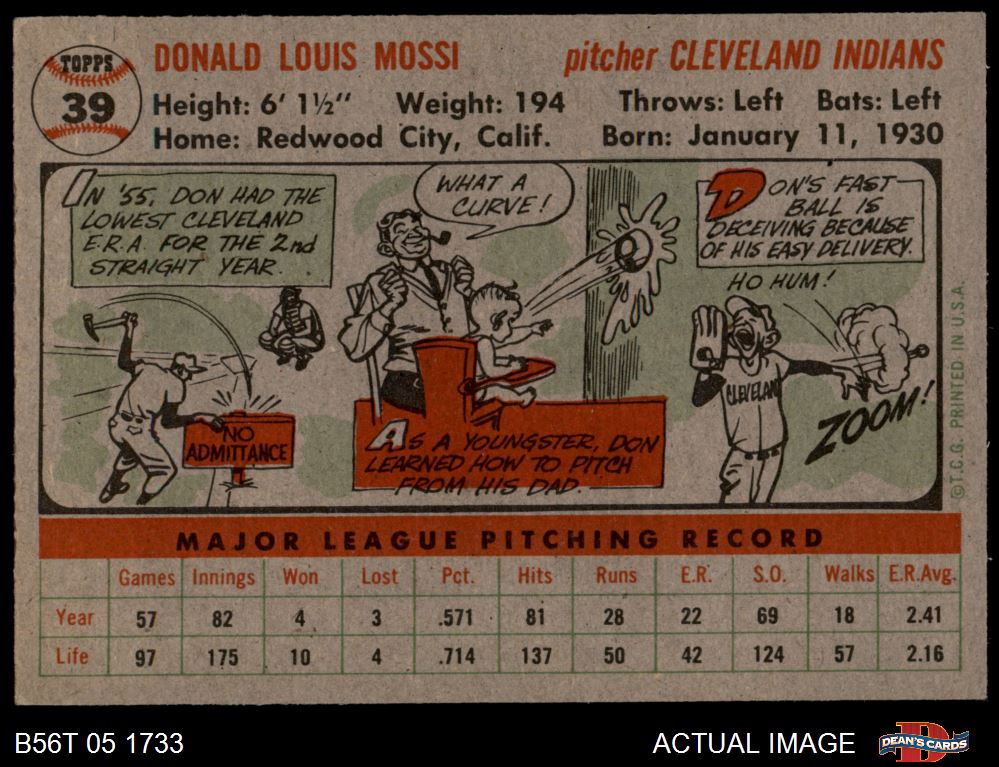 TOPPS
39
DONALD LOUIS MOSSI
pitcher CLEVELAND INDIANS
Height: 6' 1½" Weight: 194 Throws: Left Bats: Left
Home: Redwood City, Calif. Born: January 11, 1930
IN '55, DON HAD THE
LOWEST CLEVELAND
E.R.A. FOR THE 2nd
STRAIGHT YEAR.
NO
ADMITTANCE
WHAT A
CURVE!
AS A YOUNGSTER, DON
LEARNED HOW TO PITCH
FROM HIS DAD.
DON'S FAST
BALL IS
DECEIVING BECAUSE
OF HIS EASY DELIVERY.
HO HUM!
CLEVELAND
ZOOM!
©T.C.G. PRINTED IN U.S.A.
MAJOR LEAGUE PITCHING RECORD
Games Innings Won Lost Pct. Hits Runs E.R. S.O. Walks E.R.Avg.
Year 57 82 4 3 .571 81 28 22 69 18 2.41
Life 97 175 10 4 .714 137 50 42 124 57 2.16
B56T 05 1733
ACTUAL IMAGE
DEAN'S CARDS